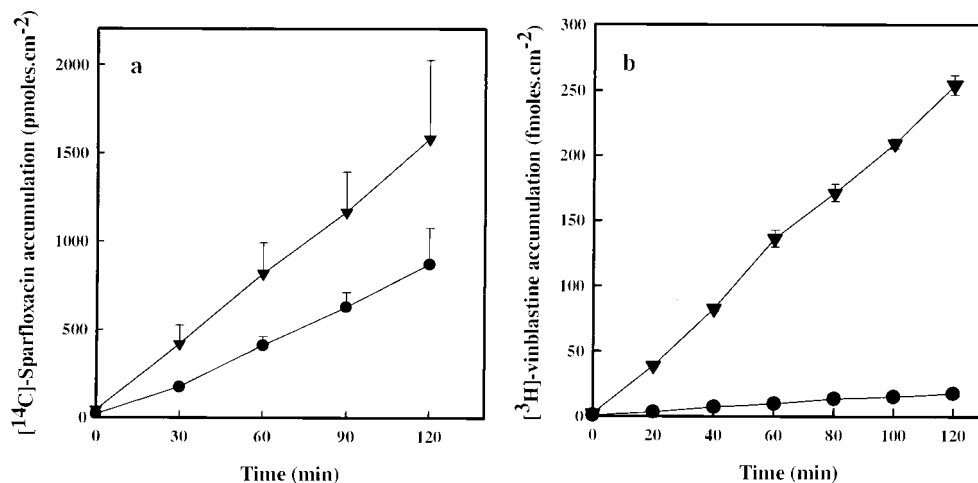 a
[14C]-Sparfloxacin accumulation (pmoles.cm-2)
2000
1500
1000
500
0
0 30 60 90 120
Time (min)
b
[3H]-vinblastine accumulation (fmoles.cm-2)
300
250
200
150
100
50
0
0 20 40 60 80 100 120
Time (min)